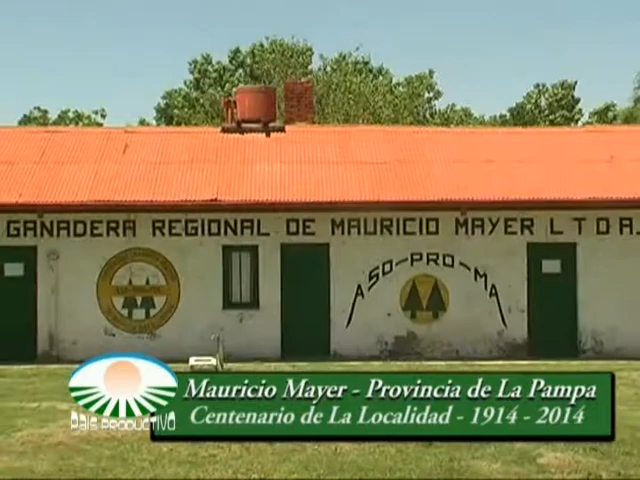 GANADERA REGIONAL DE MAURICIO MAYER LTDA.
ASO-PRO-MA
Mauricio Mayer - Provincia de La Pampa
Centenario de La Localidad - 1914 - 2014
PAIS PRODUCTIVO